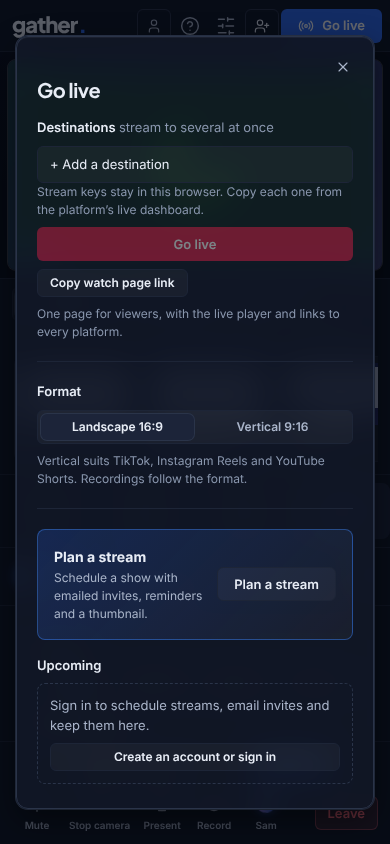 gather.
Go live
Go live
Destinations stream to several at once
+ Add a destination
Stream keys stay in this browser. Copy each one from
the platform's live dashboard.
Go live
Copy watch page link
One page for viewers, with the live player and links to
every platform.
Format
Landscape 16:9
Vertical 9:16
Vertical suits TikTok, Instagram Reels and YouTube
Shorts. Recordings follow the format.
Plan a stream
Schedule a show with
emailed invites, reminders
and a thumbnail.
Plan a stream
Upcoming
Sign in to schedule streams, email invites and
keep them here.
Create an account or sign in
Mute
Stop camera
Present
Record
Sam
Leave